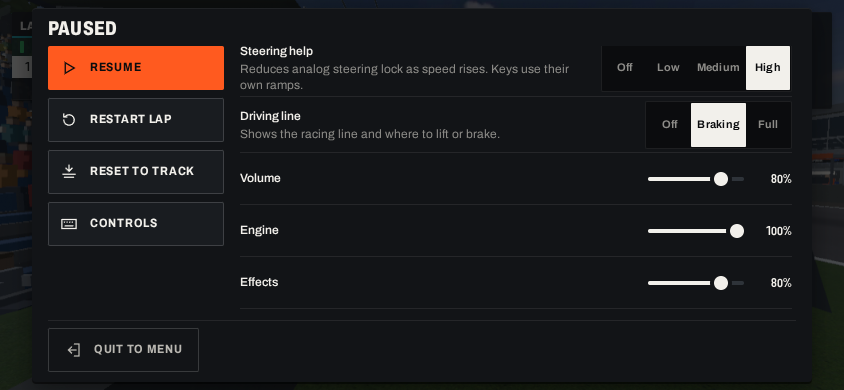 PAUSED
RESUME
RESTART LAP
RESET TO TRACK
CONTROLS
Steering help
Reduces analog steering lock as speed rises. Keys use their
own ramps.
Off Low Medium High
Driving line
Shows the racing line and where to lift or brake.
Off Braking Full
Volume 80%
Engine 100%
Effects 80%
QUIT TO MENU